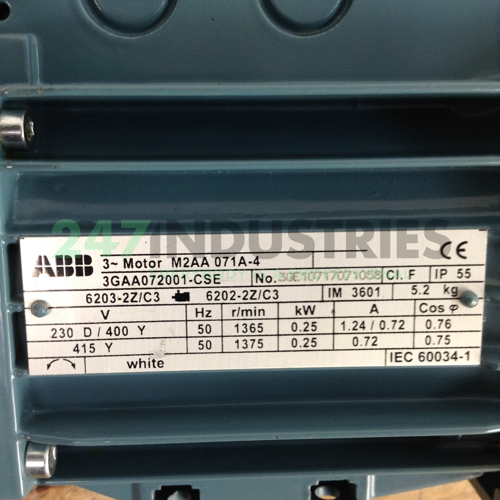 247INDUSTRIES
ABB 3~ Motor M2AA 071A-4 CE
3GAA072001-CSE No. 3GE10717071058 Cl. F IP 55
6203-2Z/C3 6202-2Z/C3 IM 3601 5.2 kg
V Hz r/min kW A Cos φ
230 D / 400 Y 50 1365 0.25 1.24 / 0.72 0.76
415 Y 50 1375 0.25 0.72 0.75
white IEC 60034-1